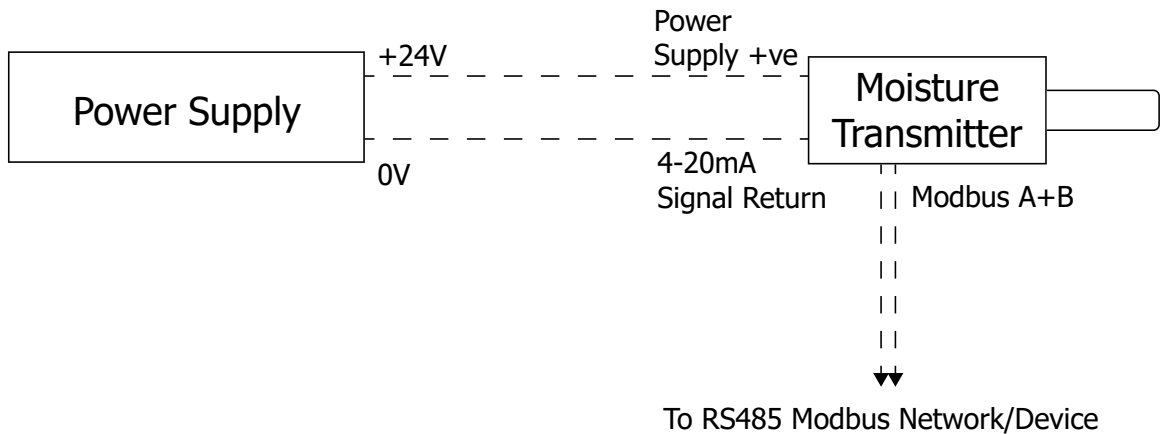 Power Supply
+24V
0V
Power
Supply +ve
4-20mA
Signal Return
Moisture
Transmitter
Modbus A+B
To RS485 Modbus Network/Device